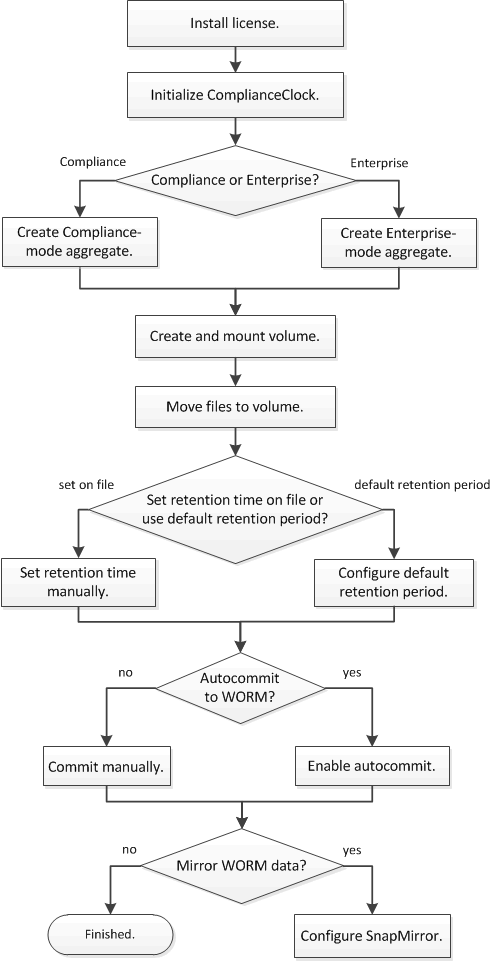 Install license.
Initialize ComplianceClock.
Compliance
Enterprise
Compliance or Enterprise?
Create Compliance-
mode aggregate.
Create Enterprise-
mode aggregate.
Create and mount volume.
Move files to volume.
set on file
default retention period
Set retention time on file or
use default retention period?
Set retention time
manually.
Configure default
retention period.
no
yes
Autocommit
to WORM?
Commit manually.
Enable autocommit.
no
yes
Mirror WORM data?
Finished.
Configure SnapMirror.